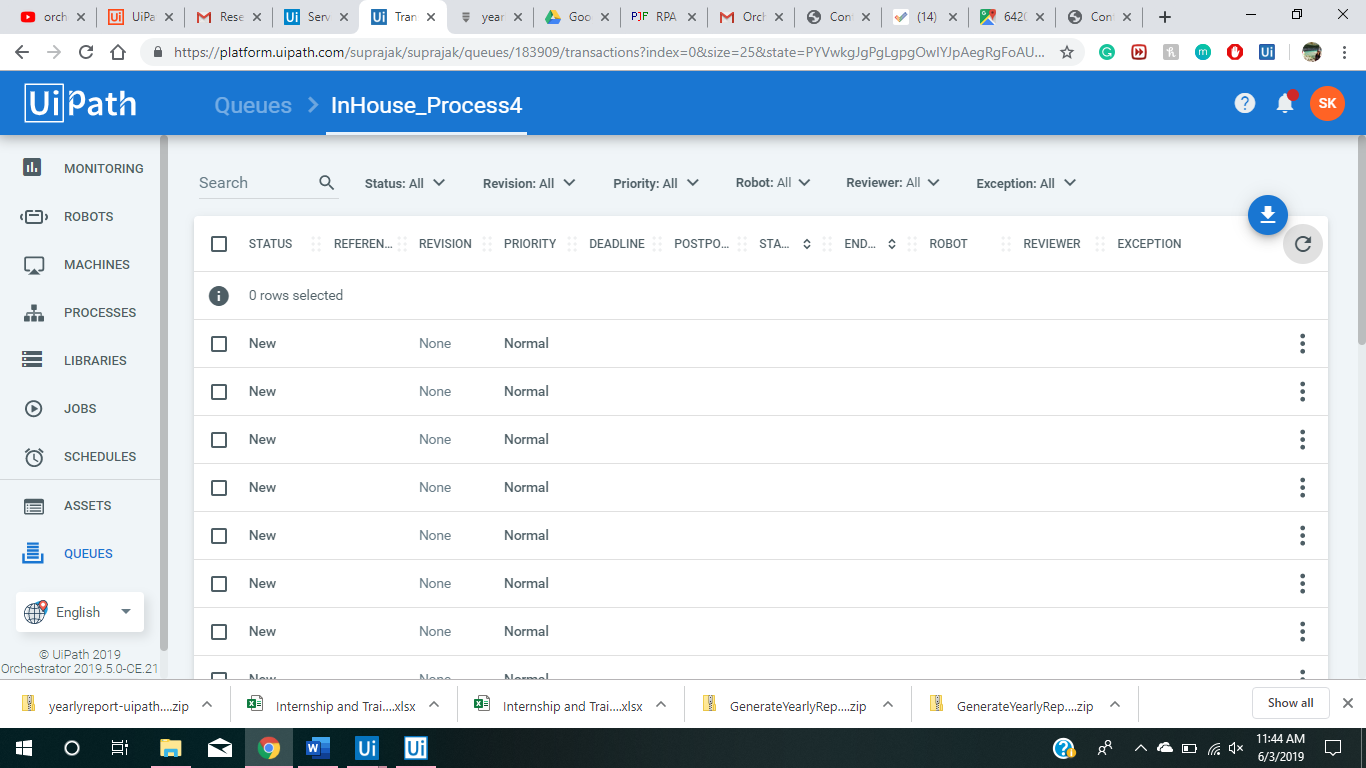 orch
UiPa
Rese
Serv
Tran
year
Goo
PJF RPA
Orch
Con
(14)
6420
Con
https://platform.uipath.com/suprajak/suprajak/queues/183909/transactions?index=0&size=25&state=PYVwkgJgPgLgpgOwIYJpAegRgFoAU...
UiPath
Queues > InHouse_Process4
SK
MONITORING
ROBOTS
MACHINES
PROCESSES
LIBRARIES
JOBS
SCHEDULES
ASSETS
QUEUES
English
© UiPath 2019
Orchestrator 2019.5.0-CE.21
Search Status: All Revision: All Priority: All Robot: All Reviewer: All Exception: All
STATUS REFEREN... REVISION PRIORITY DEADLINE POSTPO... STA... END... ROBOT REVIEWER EXCEPTION
0 rows selected
New None Normal
New None Normal
New None Normal
New None Normal
New None Normal
New None Normal
New None Normal
New None Normal
yearlyreport-uipath....zip
Internship and Trai....xlsx
Internship and Trai....xlsx
GenerateYearlyRep....zip
GenerateYearlyRep....zip
Show all
11:44 AM
6/3/2019